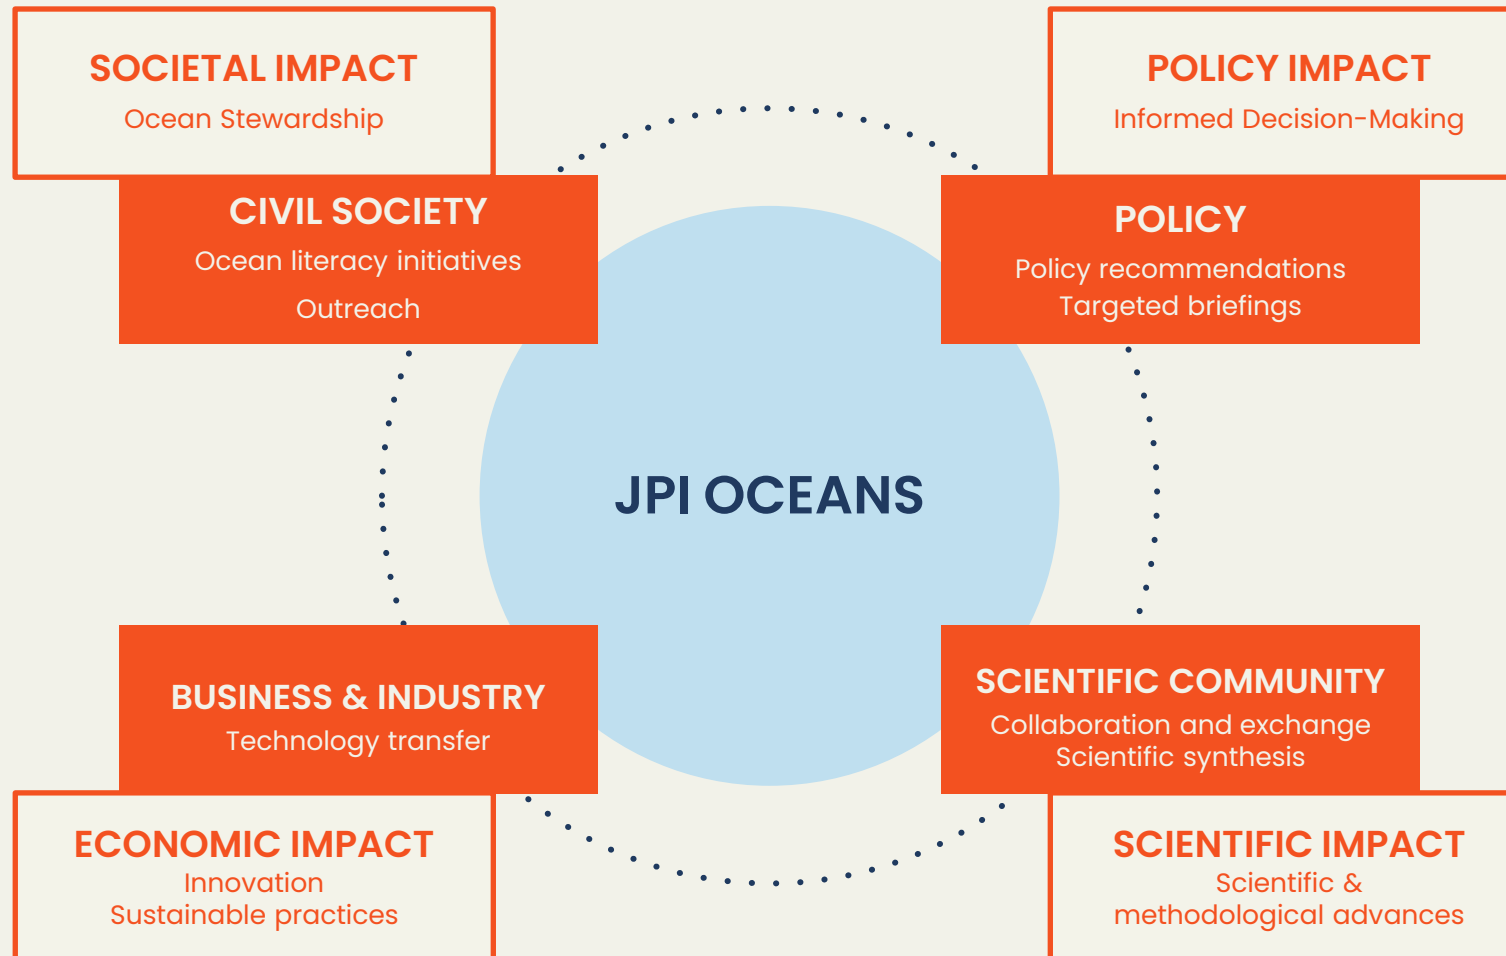 SOCIETAL IMPACT
Ocean Stewardship
CIVIL SOCIETY
Ocean literacy initiatives
Outreach
POLICY IMPACT
Informed Decision-Making
POLICY
Policy recommendations
Targeted briefings
JPI OCEANS
BUSINESS & INDUSTRY
Technology transfer
ECONOMIC IMPACT
Innovation
Sustainable practices
SCIENTIFIC COMMUNITY
Collaboration and exchange
Scientific synthesis
SCIENTIFIC IMPACT
Scientific &
methodological advances